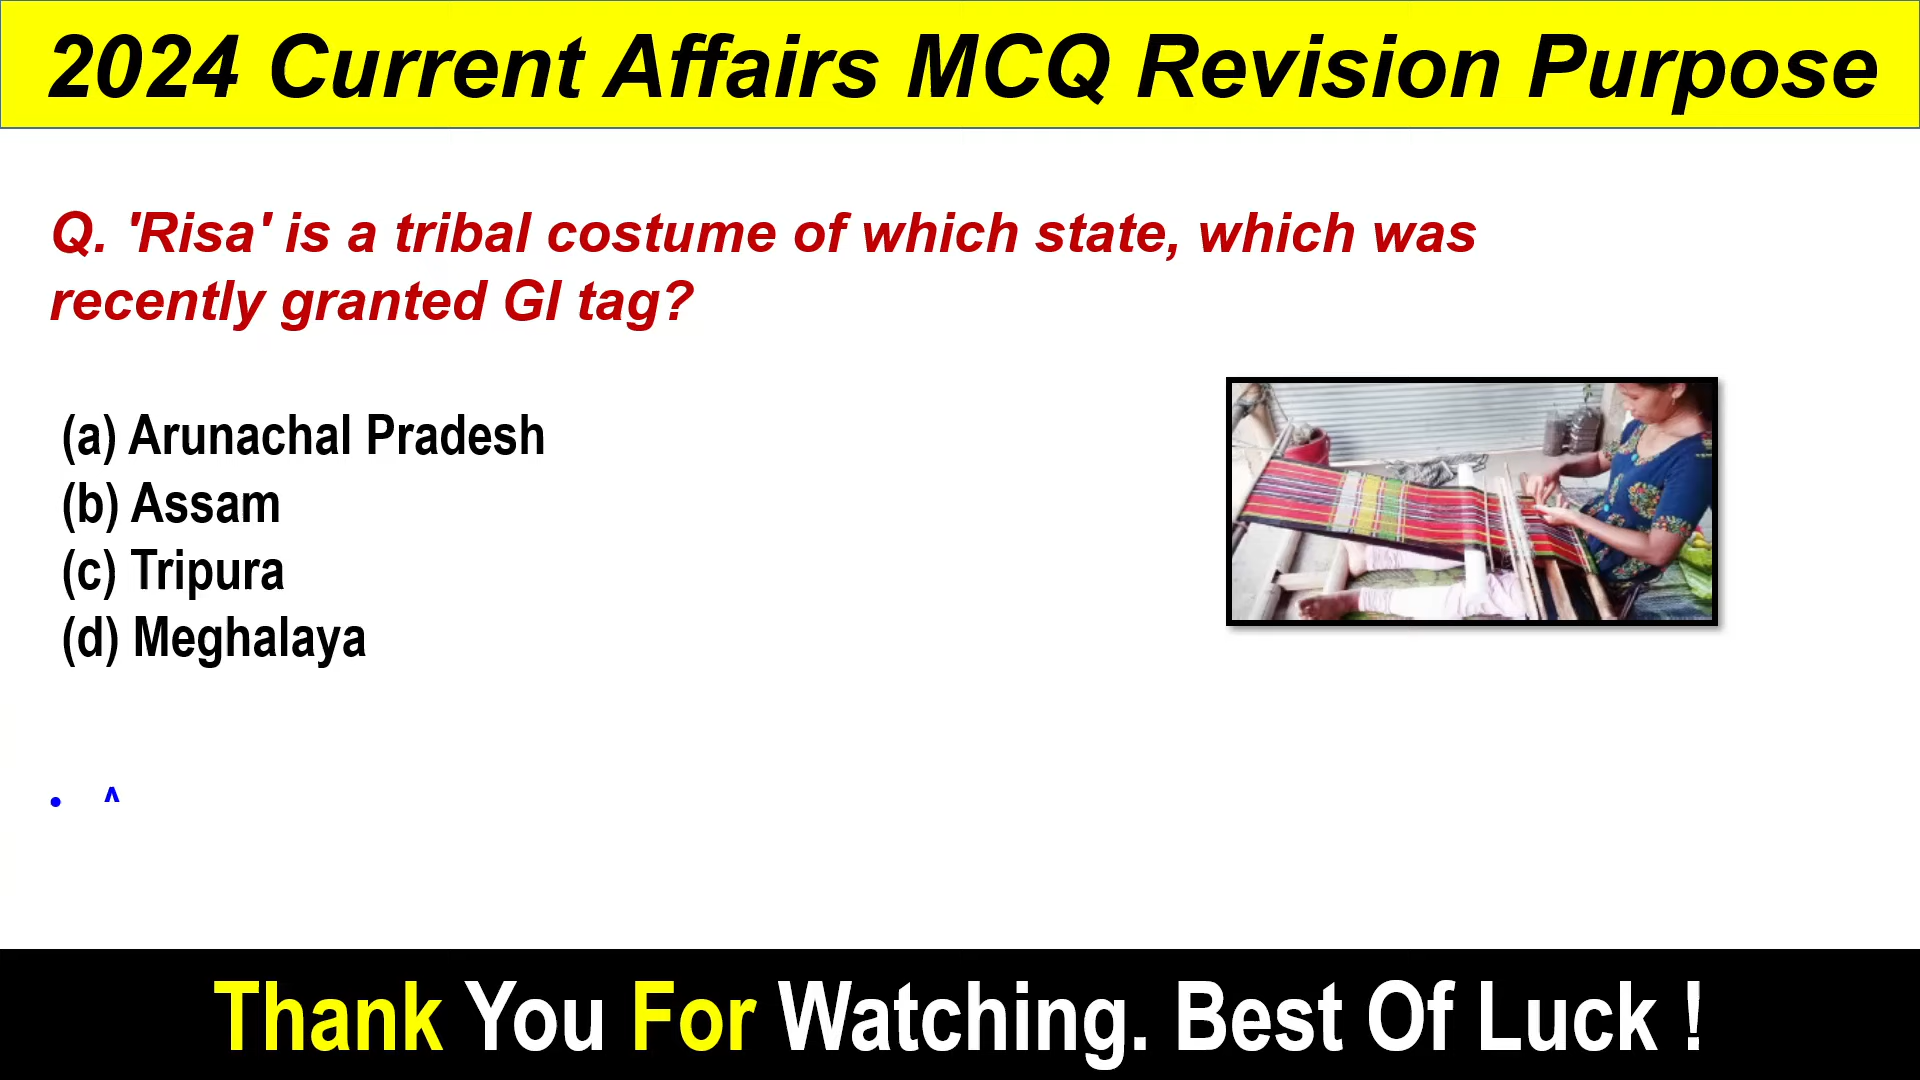 2024 Current Affairs MCQ Revision Purpose
Q. 'Risa' is a tribal costume of which state, which was
recently granted GI tag?
(a) Arunachal Pradesh
(b) Assam
(c) Tripura
(d) Meghalaya
• ^
Thank You For Watching. Best Of Luck !